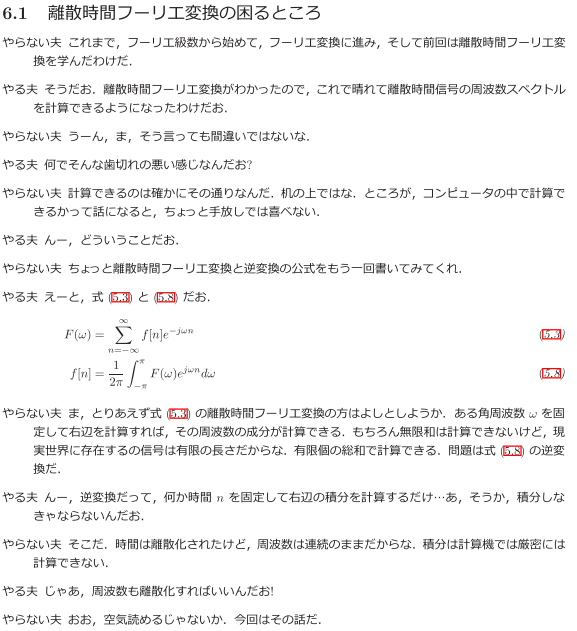 6.1 離散時間フーリエ変換の困るところ
やらない夫 これまで，フーリエ級数から始めて，フーリエ変換に進み，そして前回は離散時間フーリエ変
換を学んだわけだ．
やる夫 そうだお．離散時間フーリエ変換がわかったので，これで晴れて離散時間信号の周波数スペクトル
を計算できるようになったわけだお．
やらない夫 うーん，ま，そう言っても間違いではないな．
やる夫 何でそんな歯切れの悪い感じなんだお?
やらない夫 計算できるのは確かにその通りなんだ．机の上ではな．ところが，コンピュータの中で計算で
きるかって話になると，ちょっと手放しでは喜べない．
やる夫 んー，どういうことだお．
やらない夫 ちょっと離散時間フーリエ変換と逆変換の公式をもう一回書いてみてくれ．
やる夫 えーと，式 (5.3) と (5.8) だお．
F(ω) = ∑_{n=−∞}^{∞} f[n]e^{−jωn} (5.3)
f[n] = \frac{1}{2π} ∫_{−π}^{π} F(ω)e^{jωn}dω (5.8)
やらない夫 ま，とりあえず式 (5.3) の離散時間フーリエ変換の方はよしとしようか．ある角周波数 ω を固
定して右辺を計算すれば，その周波数の成分が計算できる．もちろん無限和は計算できないけど，現
実世界に存在するの信号は有限の長さだからな．有限個の総和で計算できる．問題は式 (5.8) の逆変
換だ．
やる夫 んー，逆変換だって，何か時間 n を固定して右辺の積分を計算するだけ…あ，そうか，積分しな
きゃならないんだお．
やらない夫 そこだ．時間は離散化されたけど，周波数は連続のままだからな．積分は計算機では厳密には
計算できない．
やる夫 じゃあ，周波数も離散化すればいいんだお!
やらない夫 おお，空気読めるじゃないか．今回はその話だ．